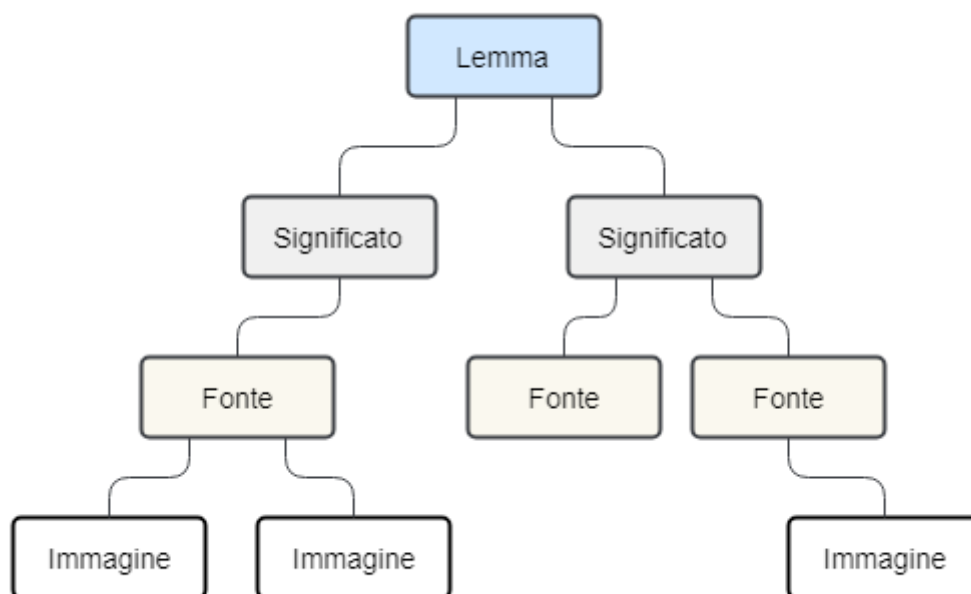 Lemma
Significato
Significato
Fonte
Fonte
Fonte
Immagine
Immagine
Immagine